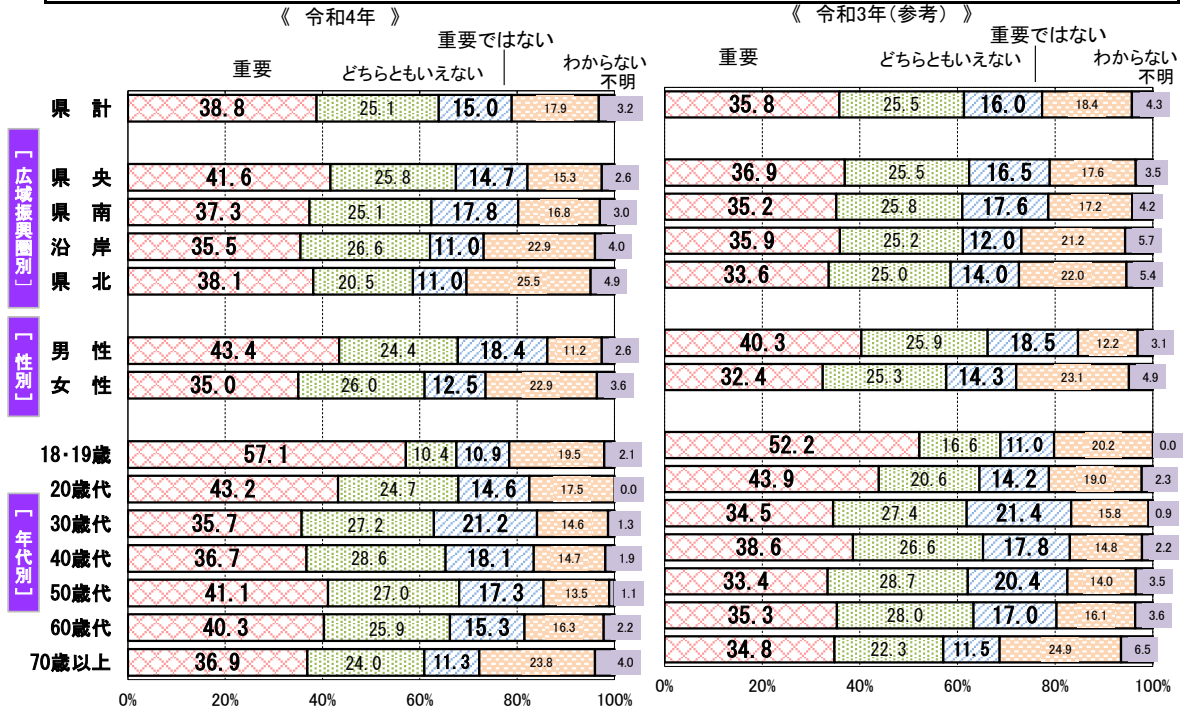 《 令和4年 》
重要
どちらともいえない
重要ではない
わからない
不明
県 計 38.8 25.1 15.0 17.9 3.2
[広域振興圏別]
県 央 41.6 25.8 14.7 15.3 2.6
県 南 37.3 25.1 17.8 16.8 3.0
沿 岸 35.5 26.6 11.0 22.9 4.0
県 北 38.1 20.5 11.0 25.5 4.9
[性別]
男 性 43.4 24.4 18.4 11.2 2.6
女 性 35.0 26.0 12.5 22.9 3.6
18・19歳 57.1 10.4 10.9 19.5 2.1
[年代別]
20歳代 43.2 24.7 14.6 17.5 0.0
30歳代 35.7 27.2 21.2 14.6 1.3
40歳代 36.7 28.6 18.1 14.7 1.9
50歳代 41.1 27.0 17.3 13.5 1.1
60歳代 40.3 25.9 15.3 16.3 2.2
70歳以上 36.9 24.0 11.3 23.8 4.0
0% 20% 40% 60% 80% 100%
《 令和3年(参考) 》
重要
どちらともいえない
重要ではない
わからない
不明
35.8 25.5 16.0 18.4 4.3
36.9 25.5 16.5 17.6 3.5
35.2 25.8 17.6 17.2 4.2
35.9 25.2 12.0 21.2 5.7
33.6 25.0 14.0 22.0 5.4
40.3 25.9 18.5 12.2 3.1
32.4 25.3 14.3 23.1 4.9
52.2 16.6 11.0 20.2 0.0
43.9 20.6 14.2 19.0 2.3
34.5 27.4 21.4 15.8 0.9
38.6 26.6 17.8 14.8 2.2
33.4 28.7 20.4 14.0 3.5
35.3 28.0 17.0 16.1 3.6
34.8 22.3 11.5 24.9 6.5
0% 20% 40% 60% 80% 100%